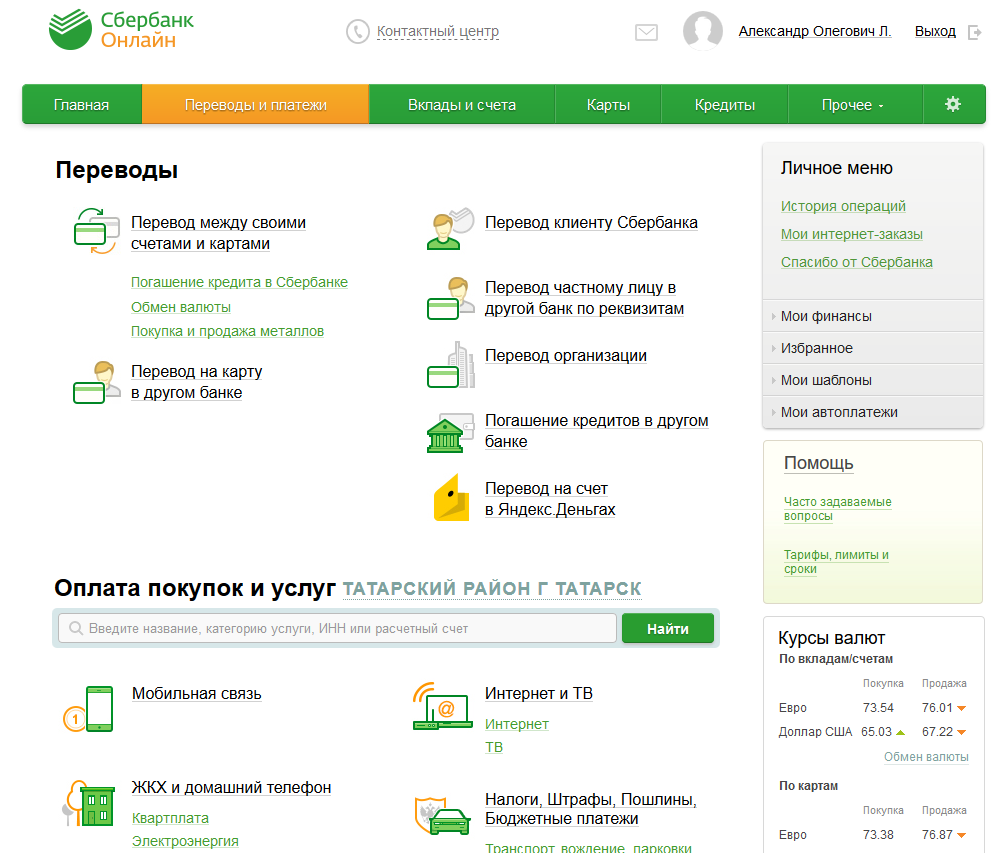 Сбербанк
Онлайн
Контактный центр
Александр Олегович Л.
Выход
Главная
Переводы и платежи
Вклады и счета
Карты
Кредиты
Прочее
Переводы
Перевод между своими
счетами и картами
Погашение кредита в Сбербанке
Обмен валюты
Покупка и продажа металлов
Перевод на карту
в другом банке
Перевод клиенту Сбербанка
Перевод частному лицу в
другой банк по реквизитам
Перевод организации
Погашение кредитов в другом
банке
Перевод на счет
в Яндекс.Деньгах
Оплата покупок и услуг ТАТАРСКИЙ РАЙОН Г ТАТАРСК
Введите название, категорию услуги, ИНН или расчетный счет
Найти
1
Мобильная связь
@
Интернет и ТВ
Интернет
ТВ
ЖКХ и домашний телефон
Квартплата
Электроэнергия
Налоги, Штрафы, Пошлины,
Бюджетные платежи
Транспорт, вождение, парковки
Личное меню
История операций
Мои интернет-заказы
Спасибо от Сбербанка
Мои финансы
Избранное
Мои шаблоны
Мои автоплатежи
Помощь
Часто задаваемые
вопросы
Тарифы, лимиты и
сроки
Курсы валют
По вкладам/счетам
Покупка Продажа
Евро 73.54 76.01
Доллар США 65.03 67.22
Обмен валюты
По картам
Покупка Продажа
Евро 73.38 76.87